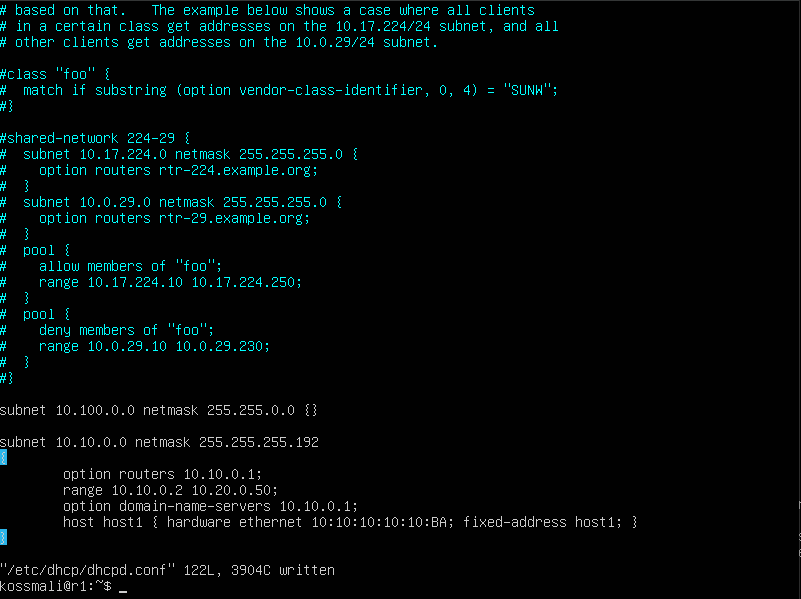 # based on that.   The example below shows a case where all clients
# in a certain class get addresses on the 10.17.224/24 subnet, and all
# other clients get addresses on the 10.0.29/24 subnet.
#class "foo" {
#  match if substring (option vendor-class-identifier, 0, 4) = "SUNW";
#}
#shared-network 224-29 {
#  subnet 10.17.224.0 netmask 255.255.255.0 {
#    option routers rtr-224.example.org;
#  }
#  subnet 10.0.29.0 netmask 255.255.255.0 {
#    option routers rtr-29.example.org;
#  }
#  pool {
#    allow members of "foo";
#    range 10.17.224.10 10.17.224.250;
#  }
#  pool {
#    deny members of "foo";
#    range 10.0.29.10 10.0.29.230;
#  }
#}
subnet 10.100.0.0 netmask 255.255.0.0 {}
subnet 10.10.0.0 netmask 255.255.255.192
{
        option routers 10.10.0.1;
        range 10.10.0.2 10.20.0.50;
        option domain-name-servers 10.10.0.1;
        host host1 { hardware ethernet 10:10:10:10:10:BA; fixed-address host1; }
}
"/etc/dhcp/dhcpd.conf" 122L, 3904C written
kossmali@r1:~$ _